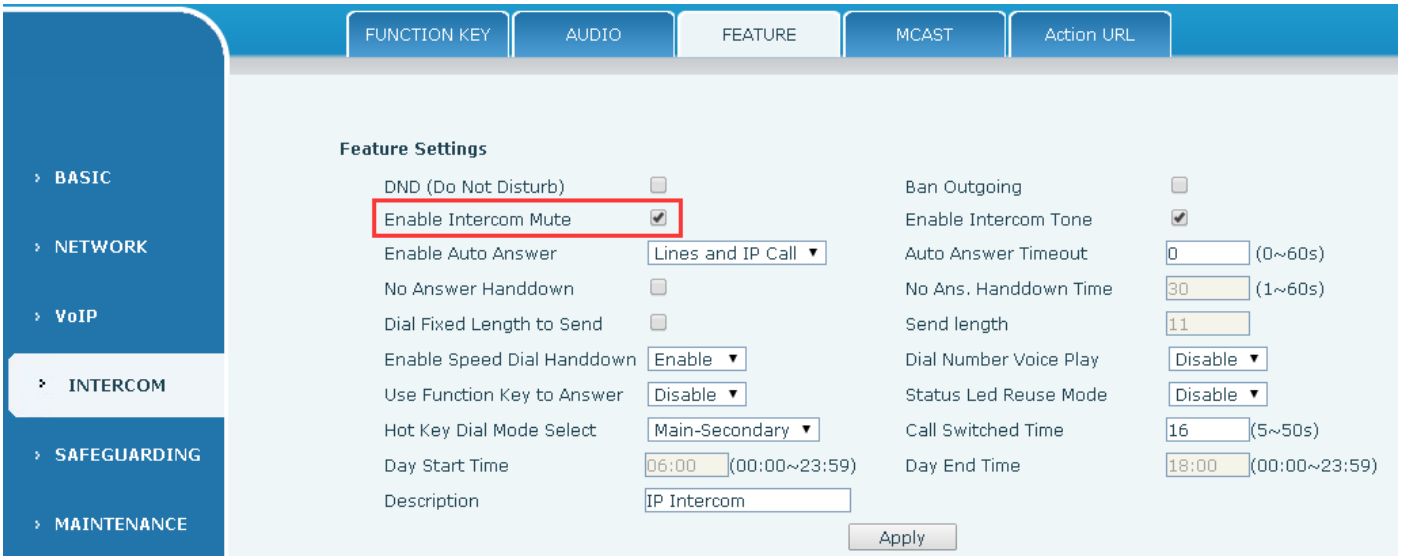 FUNCTION KEY AUDIO FEATURE MCAST Action URL
BASIC
NETWORK
VoIP
INTERCOM
SAFEGUARDING
MAINTENANCE
Feature Settings
DND (Do Not Disturb) Ban Outgoing
Enable Intercom Mute Enable Intercom Tone
Enable Auto Answer Lines and IP Call Auto Answer Timeout 0 (0~60s)
No Answer Handdown No Ans. Handdown Time 30 (1~60s)
Dial Fixed Length to Send Send length 11
Enable Speed Dial Handdown Enable Dial Number Voice Play Disable
Use Function Key to Answer Disable Status Led Reuse Mode Disable
Hot Key Dial Mode Select Main-Secondary Call Switched Time 16 (5~50s)
Day Start Time 06:00 (00:00~23:59) Day End Time 18:00 (00:00~23:59)
Description IP Intercom
Apply